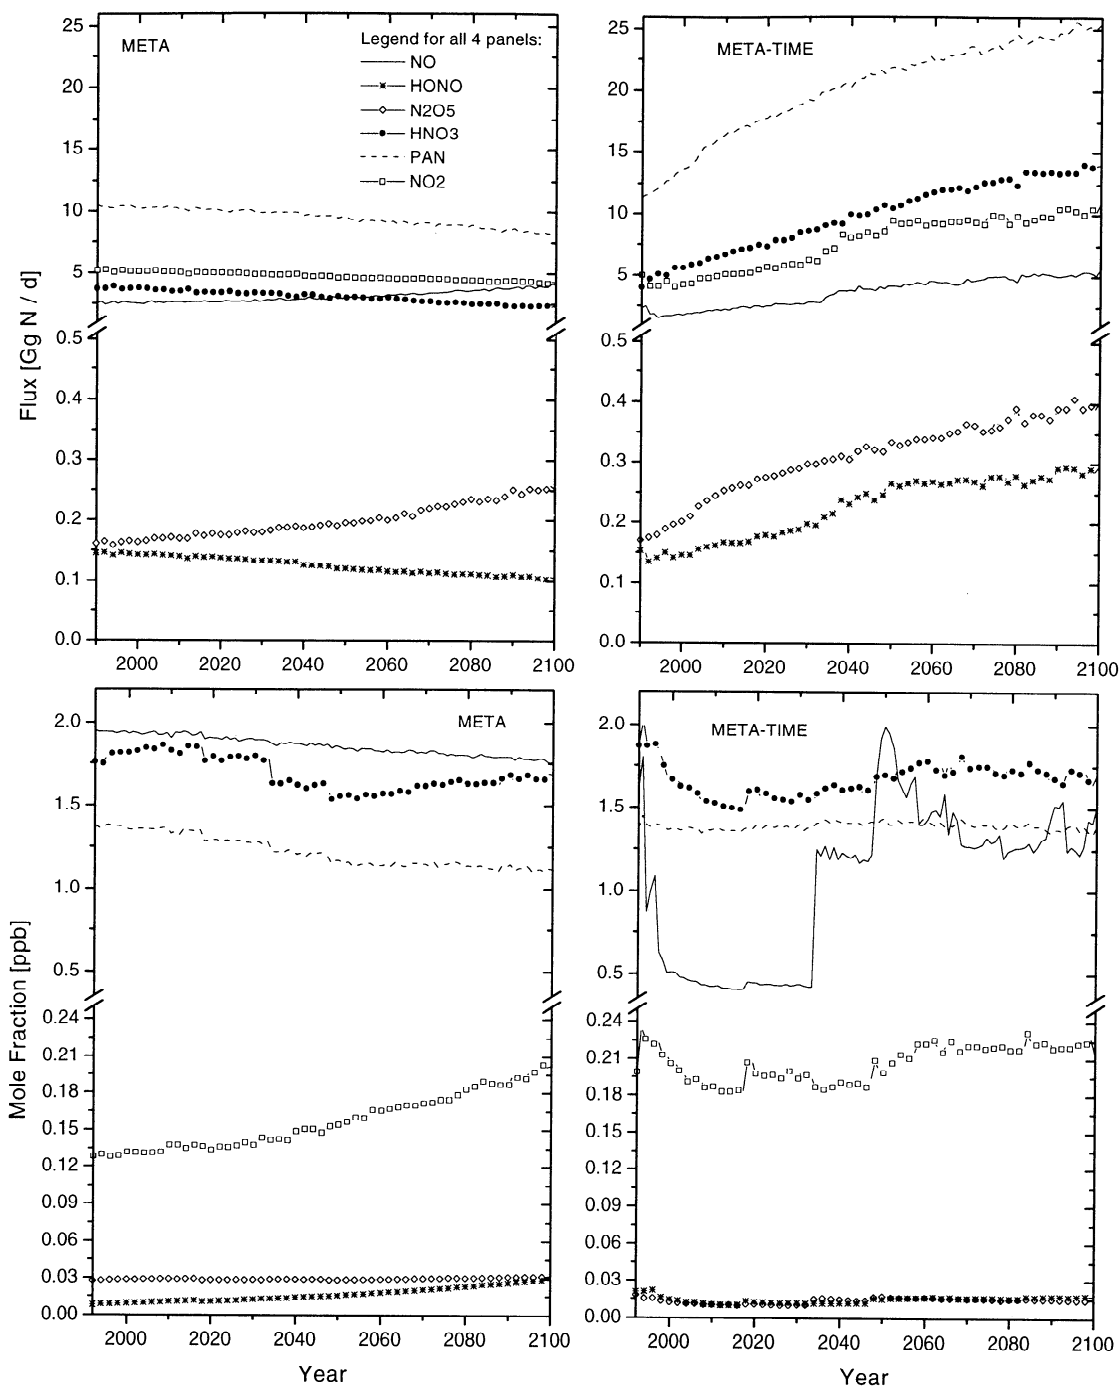 META
Legend for all 4 panels:
NO
HONO
N2O5
HNO3
PAN
NO2
25
20
15
10
5
0.5
0.4
0.3
0.2
0.1
0.0
Flux [Gg N / d]
2000 2020 2040 2060 2080 2100
META-TIME
25
20
15
10
5
0.5
0.4
0.3
0.2
0.1
0.0
2000 2020 2040 2060 2080 2100
META
2.0
1.5
1.0
0.5
0.24
0.21
0.18
0.15
0.12
0.09
0.06
0.03
0.00
Mole Fraction [ppb]
2000 2020 2040 2060 2080 2100
Year
META-TIME
2.0
1.5
1.0
0.5
0.24
0.21
0.18
0.15
0.12
0.09
0.06
0.03
0.00
2000 2020 2040 2060 2080 2100
Year